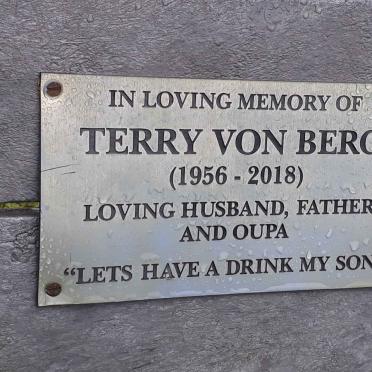 IN LOVING MEMORY OF
TERRY VON BERG
(1956 - 2018)
LOVING HUSBAND, FATHER
AND OUPA
“LETS HAVE A DRINK MY SON